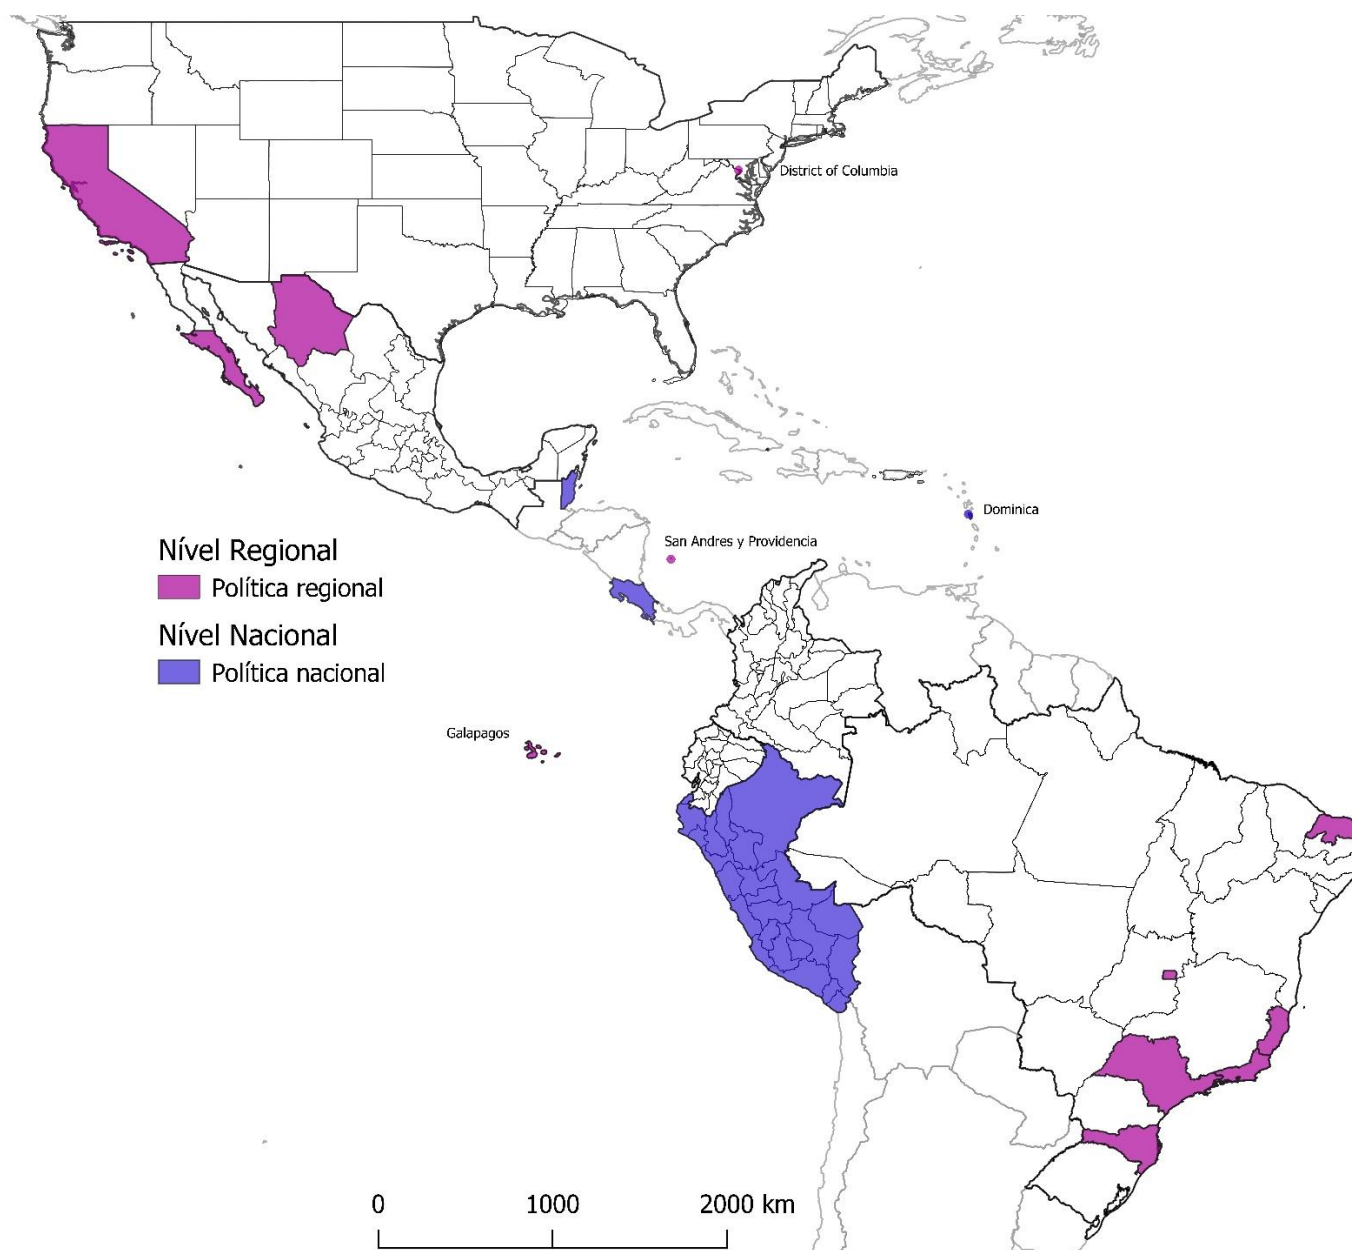 District of Columbia
Dominica
San Andres y Providencia
Nível Regional
Política regional
Nível Nacional
Política nacional
Galapagos
0 1000 2000 km